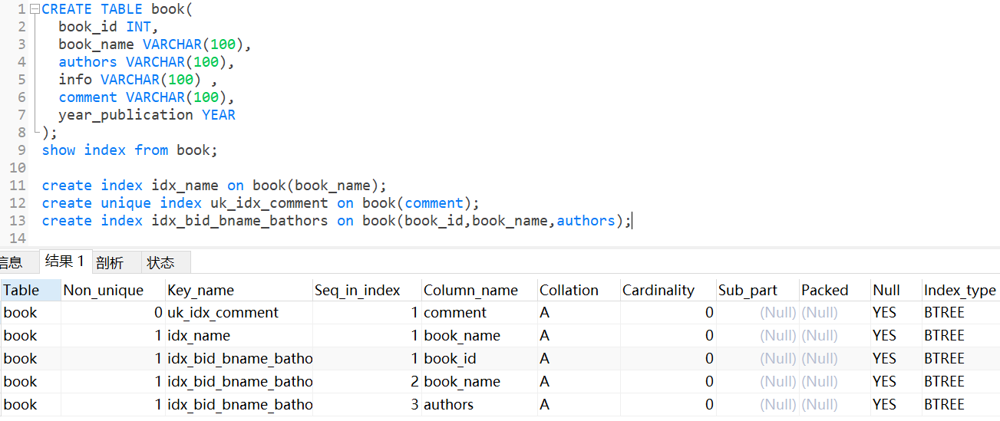 1 CREATE TABLE book(
2 book_id INT,
3 book_name VARCHAR(100),
4 authors VARCHAR(100),
5 info VARCHAR(100) ,
6 comment VARCHAR(100),
7 year_publication YEAR
8 );
9 show index from book;
10
11 create index idx_name on book(book_name);
12 create unique index uk_idx_comment on book(comment);
13 create index idx_bid_bname_bathors on book(book_id,book_name,authors);
14
信息 结果 1 剖析 状态
Table Non_unique Key_name Seq_in_index Column_name Collation Cardinality Sub_part Packed Null Index_type
book 0 uk_idx_comment 1 comment A 0 (Null) (Null) YES BTREE
book 1 idx_name 1 book_name A 0 (Null) (Null) YES BTREE
book 1 idx_bid_bname_batho 1 book_id A 0 (Null) (Null) YES BTREE
book 1 idx_bid_bname_batho 2 book_name A 0 (Null) (Null) YES BTREE
book 1 idx_bid_bname_batho 3 authors A 0 (Null) (Null) YES BTREE